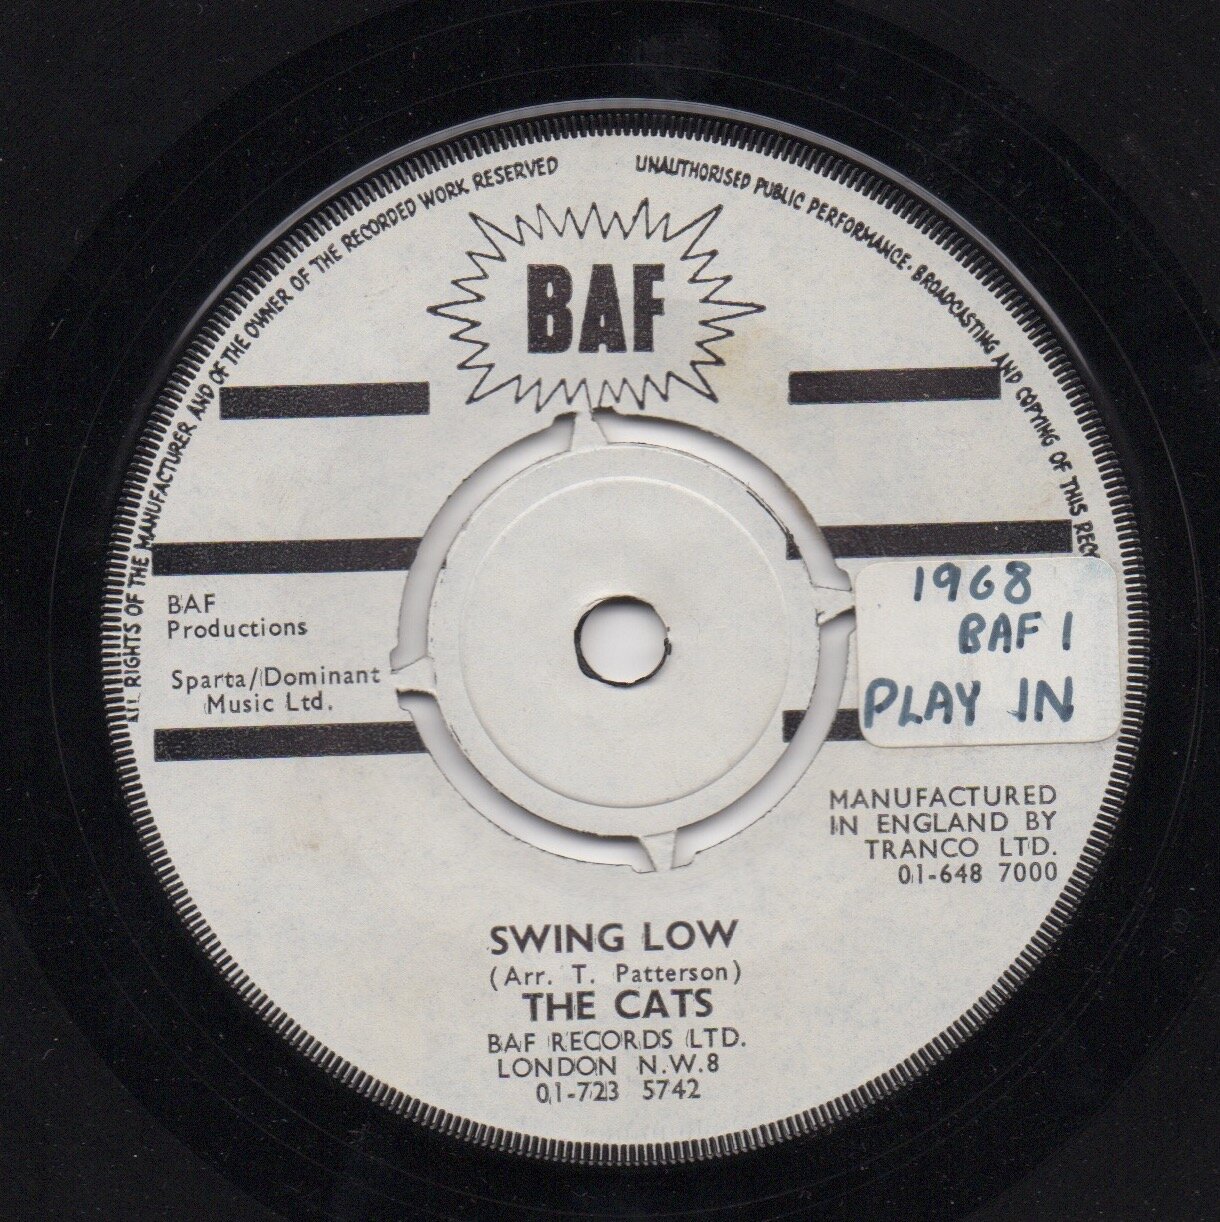 ALL RIGHTS OF THE MANUFACTURER AND OF THE OWNER OF THE RECORDED WORK RESERVED
UNAUTHORISED PUBLIC PERFORMANCE. BROADCASTING AND COPYING OF THIS REC
BAF
BAF
Productions
Sparta/Dominant
Music Ltd.
1968
BAF 1
PLAY IN
MANUFACTURED
IN ENGLAND BY
TRANCO LTD.
01-648 7000
SWING LOW
(Arr. T. Patterson)
THE CATS
BAF RECORDS LTD.
LONDON N.W.8
01-723 5742